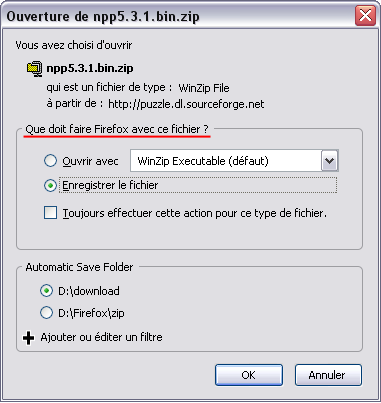 Ouverture de npp5.3.1.bin.zip
Vous avez choisi d'ouvrir
npp5.3.1.bin.zip
qui est un fichier de type : WinZip File
à partir de : http://puzzle.dl.sourceforge.net
Que doit faire Firefox avec ce fichier ?
Ouvrir avec WinZip Executable (défaut)
Enregistrer le fichier
Toujours effectuer cette action pour ce type de fichier.
Automatic Save Folder
D:\download
D:\Firefox\zip
Ajouter ou éditer un filtre
OK Annuler